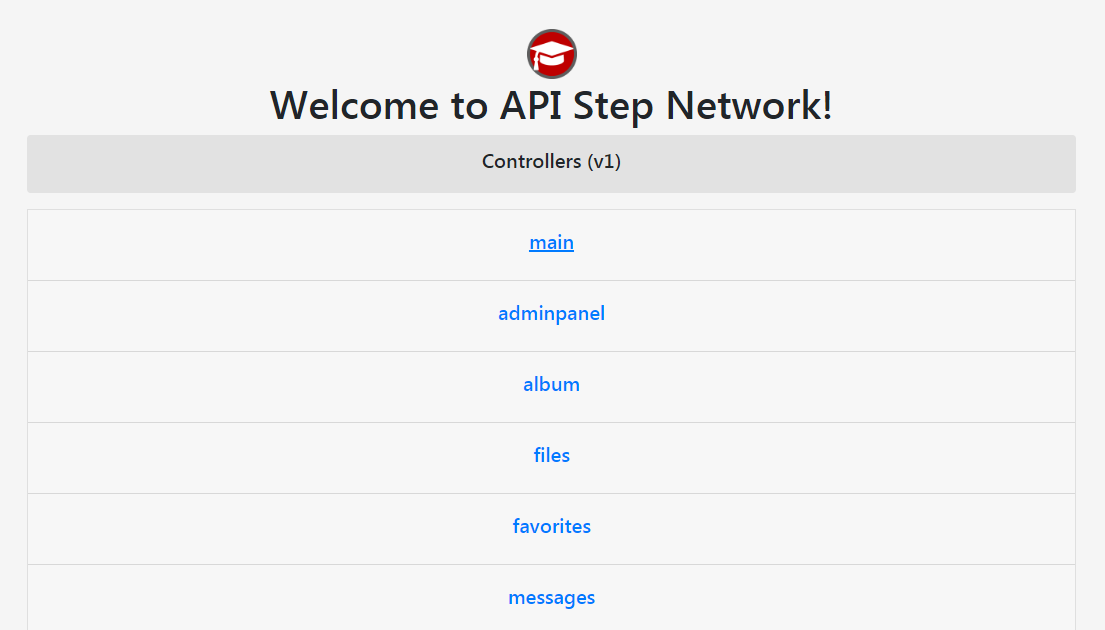 Welcome to API Step Network!
Controllers (v1)
main
adminpanel
album
files
favorites
messages